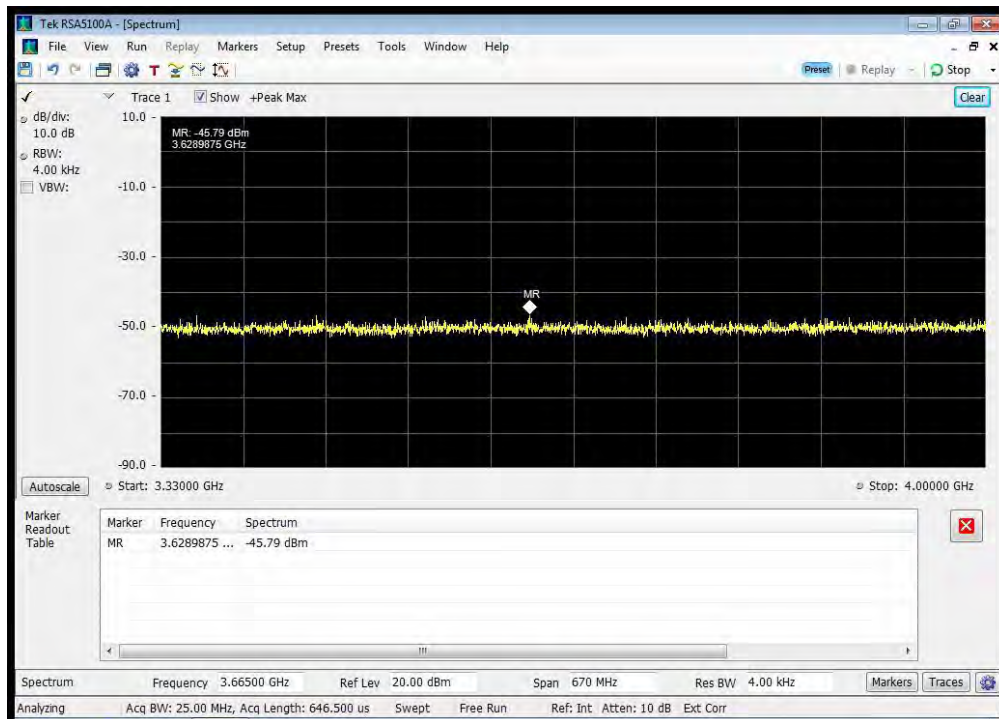 Tek RSA5100A - [Spectrum]
File View Run Replay Markers Setup Presets Tools Window Help
Preset Replay Stop
Trace 1 Show +Peak Max Clear
dB/div:
10.0 dB
RBW:
4.00 kHz
VBW:
10.0
-10.0
-30.0
-50.0
-70.0
-90.0
MR: -45.79 dBm
3.6289875 GHz
MR
Autoscale Start: 3.33000 GHz Stop: 4.00000 GHz
Marker
Readout
Table
Marker Frequency Spectrum
MR 3.6289875 ... -45.79 dBm
Spectrum Frequency 3.66500 GHz Ref Lev 20.00 dBm Span 670 MHz Res BW 4.00 kHz Markers Traces
Analyzing Acq BW: 25.00 MHz, Acq Length: 646.500 us Swept Free Run Ref: Int Atten: 10 dB Ext Corr